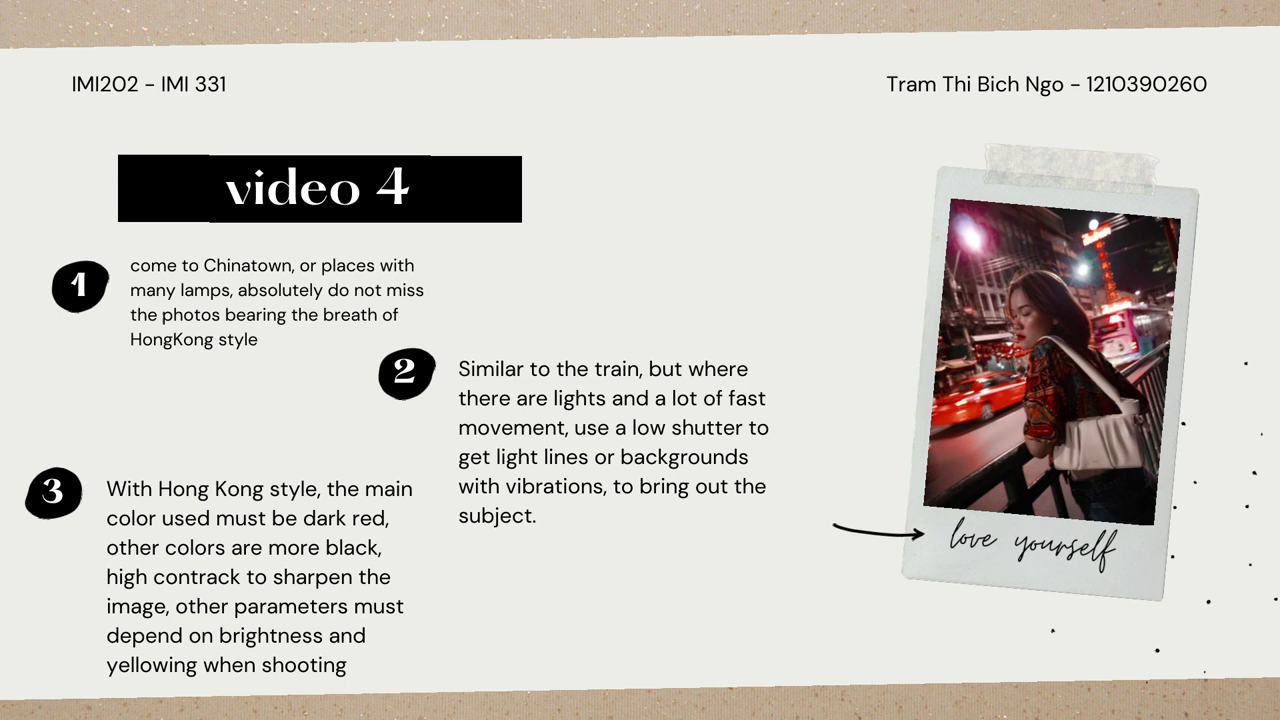 IMI202 - IMI 331
Tram Thi Bich Ngo - 1210390260
video 4
1
come to Chinatown, or places with
many lamps, absolutely do not miss
the photos bearing the breath of
HongKong style
2
Similar to the train, but where
there are lights and a lot of fast
movement, use a low shutter to
get light lines or backgrounds
with vibrations, to bring out the
subject.
3
With Hong Kong style, the main
color used must be dark red,
other colors are more black,
high contrack to sharpen the
image, other parameters must
depend on brightness and
yellowing when shooting
love yourself